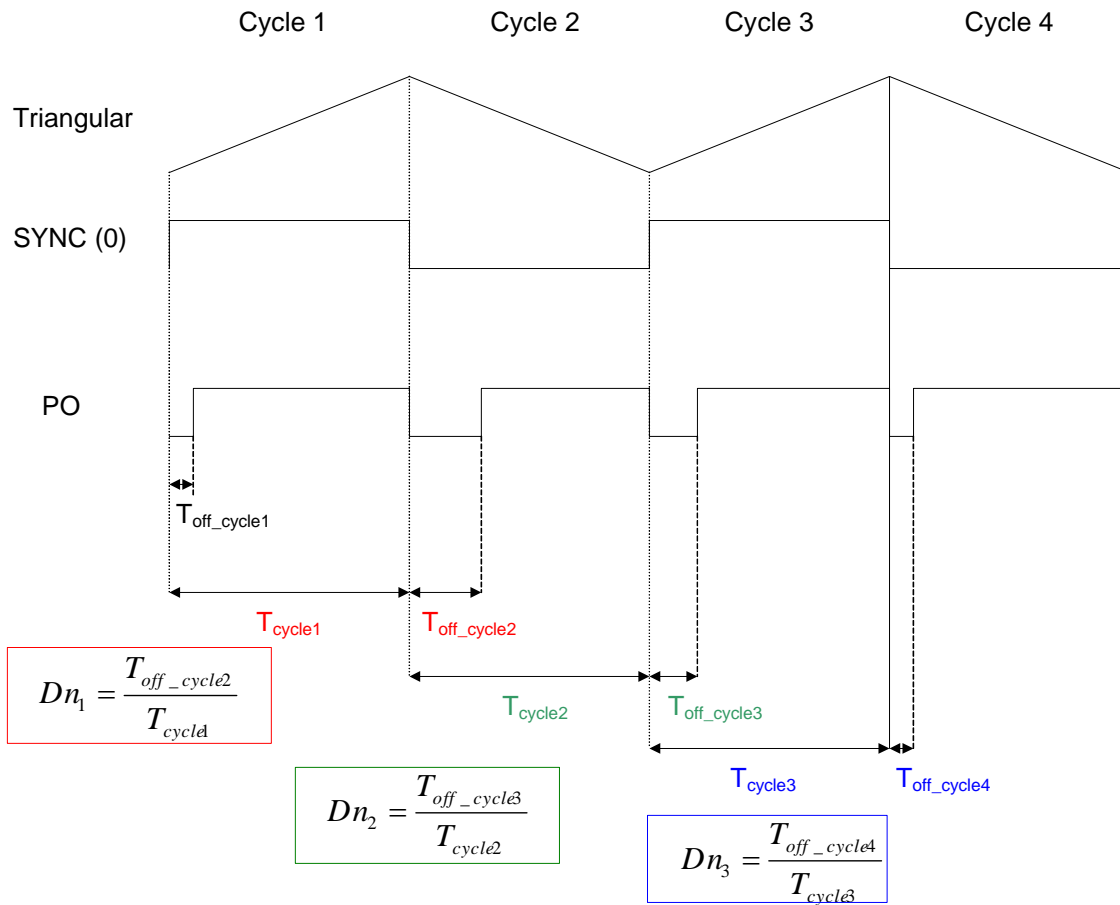 Cycle 1 Cycle 2 Cycle 3 Cycle 4
Triangular
SYNC (0)
PO
T_off_cycle1
T_cycle1 T_off_cycle2
Dn_1 = T_off_cycle2 / T_cycle1
T_cycle2 T_off_cycle3
T_cycle3 T_off_cycle4
Dn_2 = T_off_cycle3 / T_cycle2
Dn_3 = T_off_cycle4 / T_cycle3